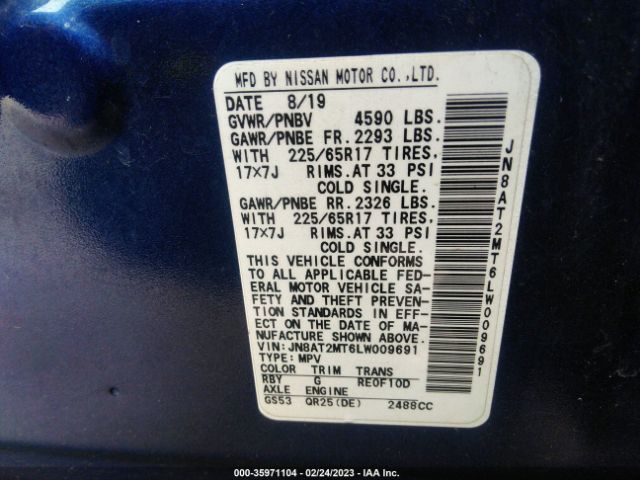 MFD BY NISSAN MOTOR CO.,LTD.
DATE 8/19
GVWR/PNBV 4590 LBS.
GAWR/PNBE FR. 2293 LBS.
WITH 225/65R17 TIRES,
17×7J RIMS.AT 33 PSI
COLD SINGLE.
GAWR/PNBE RR. 2326 LBS.
WITH 225/65R17 TIRES,
17×7J RIMS.AT 33 PSI
COLD SINGLE.
THIS VEHICLE CONFORMS
TO ALL APPLICABLE FED-
ERAL MOTOR VEHICLE SA-
FETY AND THEFT PREVEN-
TION STANDARDS IN EFF-
ECT ON THE DATE OF MA-
NUFACTURE SHOWN ABOVE.
VIN:JN8AT2MT6LW009691
TYPE:MPV
COLOR TRIM TRANS
RBY G RE0F10D
AXLE ENGINE
GS53 QR25(DE) 2488CC
JN8AT2MT6LW009691
000-35971104 - 02/24/2023 - IAA Inc.